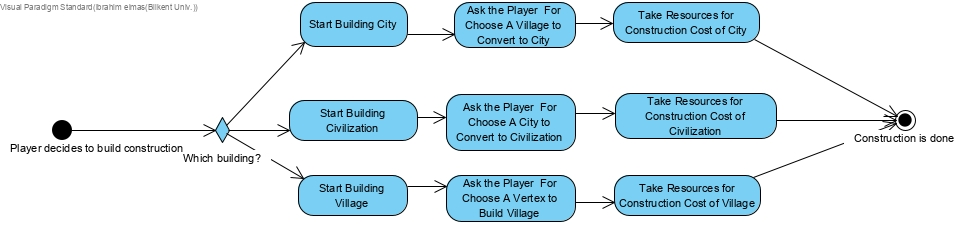 Visual Paradigm Standard(Ibrahim elmas(Bilkent Univ.))
Start Building City
Ask the Player  For
Choose A Village to
Convert to City
Take Resources for
Construction Cost of City
Player decides to build construction
Which building?
Start Building
Civilization
Ask the Player  For
Choose A City to
Convert to Civilization
Take Resources for
Construction Cost of
Civilization
Construction is done
Start Building
Village
Ask the Player  For
Choose A Vertex to
Build Village
Take Resources for
Construction Cost of Village